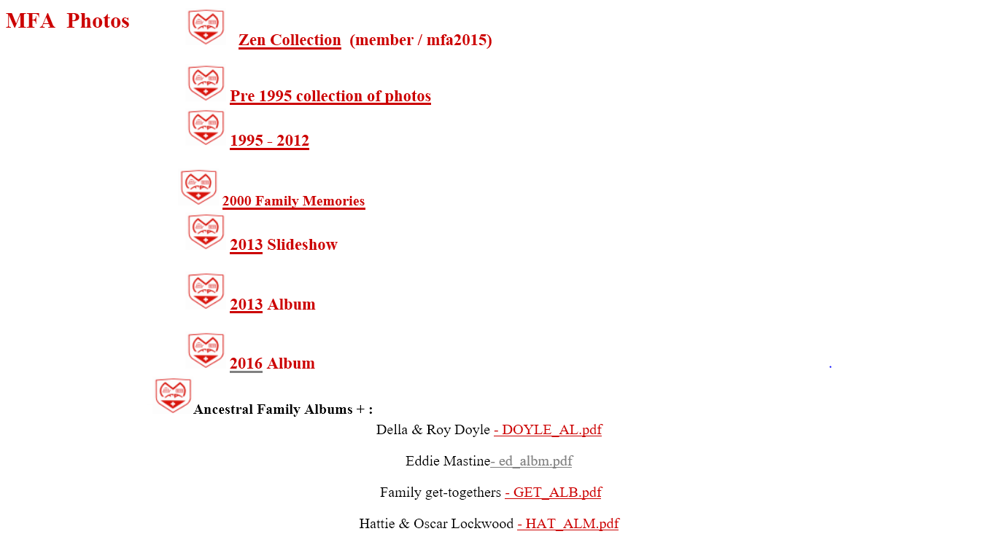 MFA  Photos
Zen Collection  (member / mfa2015)
Pre 1995 collection of photos
1995 - 2012
2000 Family Memories
2013 Slideshow
2013 Album
2016 Album
.
Ancestral Family Albums + :
Della & Roy Doyle - DOYLE_AL.pdf
Eddie Mastine- ed_albm.pdf
Family get-togethers - GET_ALB.pdf
Hattie & Oscar Lockwood - HAT_ALM.pdf